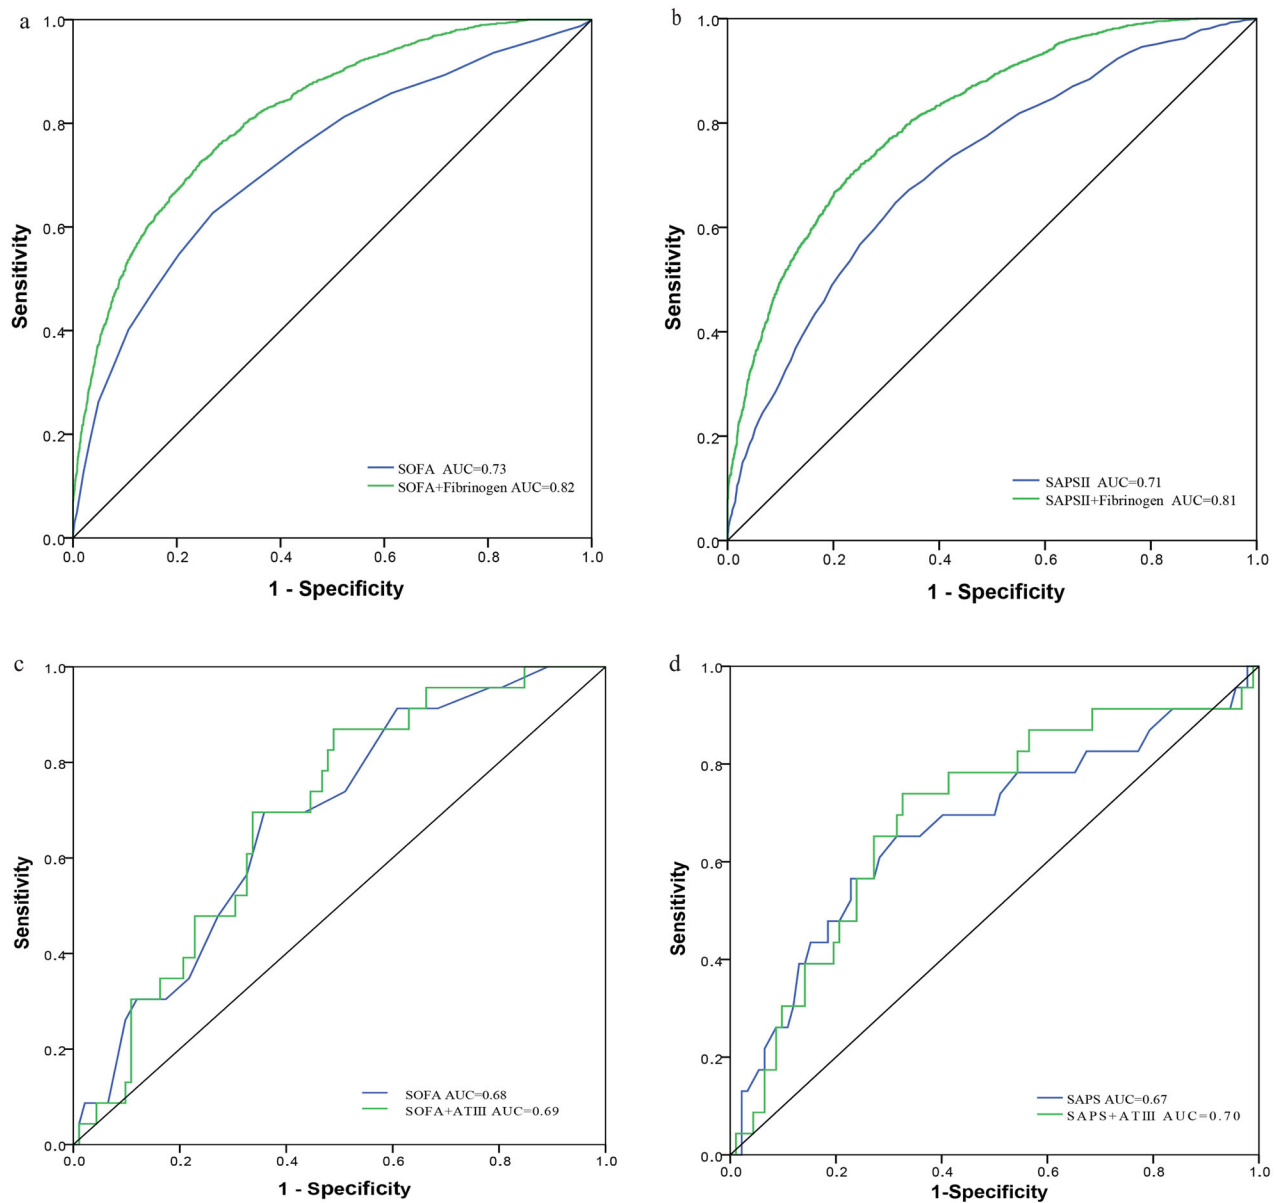 a
1.0
0.8
0.6
0.4
0.2
0.0
Sensitivity
SOFA AUC=0.73
SOFA+Fibrinogen AUC=0.82
0.0 0.2 0.4 0.6 0.8 1.0
1 - Specificity
b
1.0
0.8
0.6
0.4
0.2
0.0
Sensitivity
SAPSII AUC=0.71
SAPSII+Fibrinogen AUC=0.81
0.0 0.2 0.4 0.6 0.8 1.0
1 - Specificity
c
1.0
0.8
0.6
0.4
0.2
0.0
Sensitivity
SOFA AUC=0.68
SOFA+ATIII AUC=0.69
0.0 0.2 0.4 0.6 0.8 1.0
1 - Specificity
d
1.0
0.8
0.6
0.4
0.2
0.0
Sensitivity
SAPS AUC=0.67
SAPS+ATIII AUC=0.70
0.0 0.2 0.4 0.6 0.8 1.0
1-Specificity